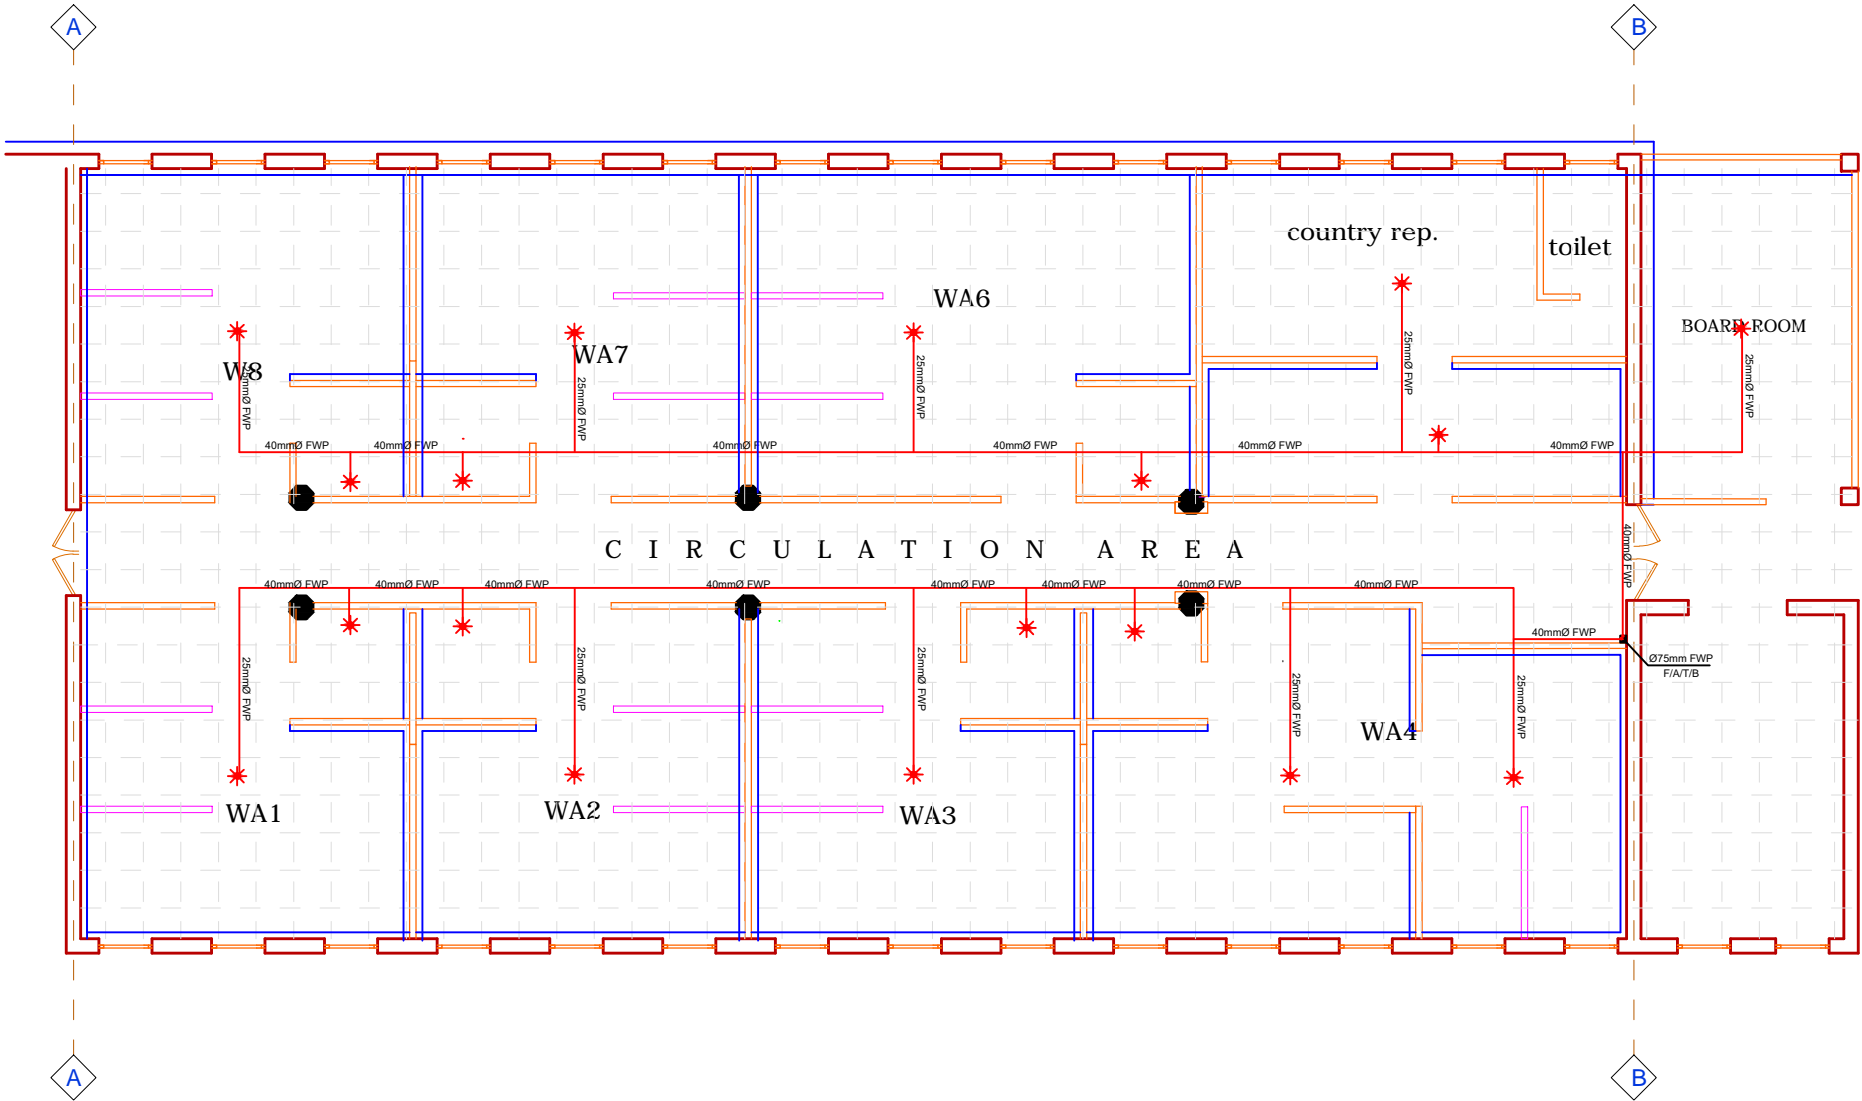 A B
country rep.
toilet
WA6
BOARD ROOM
WA7
W8
25mmØ FWP
25mmØ FWP
25mmØ FWP
25mmØ FWP
25mmØ FWP
40mmØ FWP 40mmØ FWP 40mmØ FWP 40mmØ FWP 40mmØ FWP 40mmØ FWP
CIRCULATION AREA
40mmØ FWP
40mmØ FWP 40mmØ FWP 40mmØ FWP 40mmØ FWP 40mmØ FWP 40mmØ FWP 40mmØ FWP 40mmØ FWP
40mmØ FWP
Ø75mm FWP
F/A/T/B
25mmØ FWP
25mmØ FWP
25mmØ FWP
25mmØ FWP
25mmØ FWP
WA4
WA1
WA2
WA3
A B